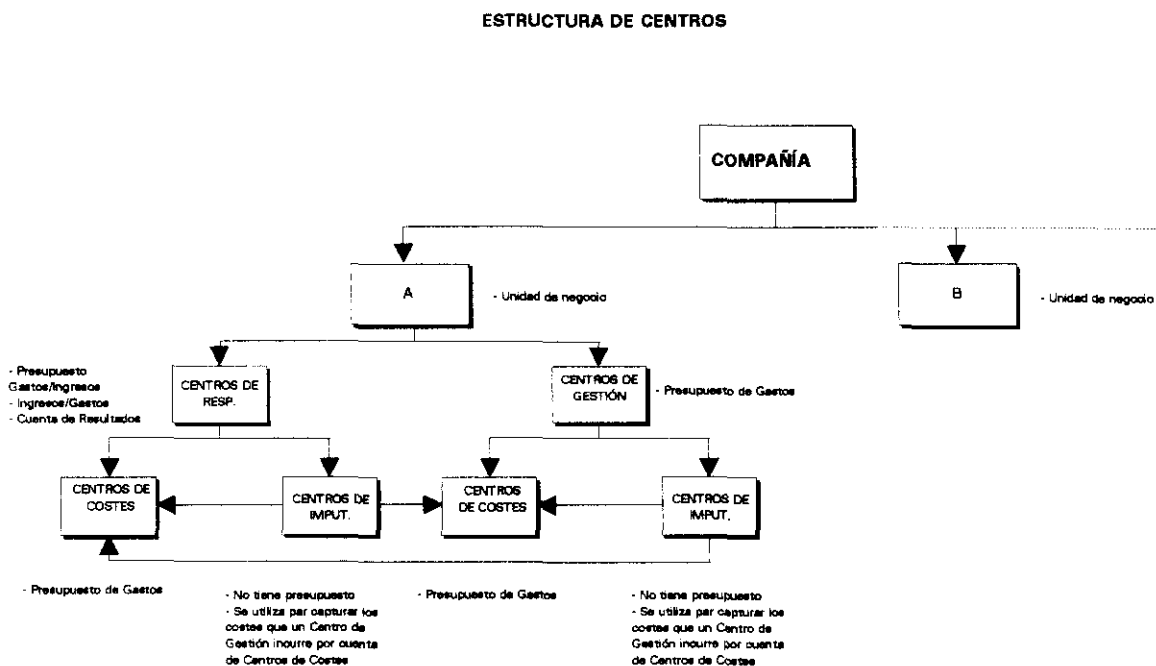 ESTRUCTURA DE CENTROS
COMPAÑÍA
A
- Unidad de negocio
B
- Unidad de negocio
- Presupuesto
Gastos/Ingresos
- Ingresos/Gastos
- Cuenta de Resultados
CENTROS DE
RESP.
CENTROS DE
GESTIÓN
- Presupuesto de Gastos
CENTROS DE
COSTES
CENTROS DE
IMPUT.
CENTROS
DE COSTES
CENTROS DE
IMPUT.
- Presupuesto de Gastos
- No tiene presupuesto
- Se utiliza par capturar los
costes que un Centro de
Gestión incurre por cuenta
de Centros de Costes
- Presupuesto de Gastos
- No tiene presupuesto
- Se utiliza par capturar los
costes que un Centro de
Gestión incurre por cuenta
de Centros de Costes